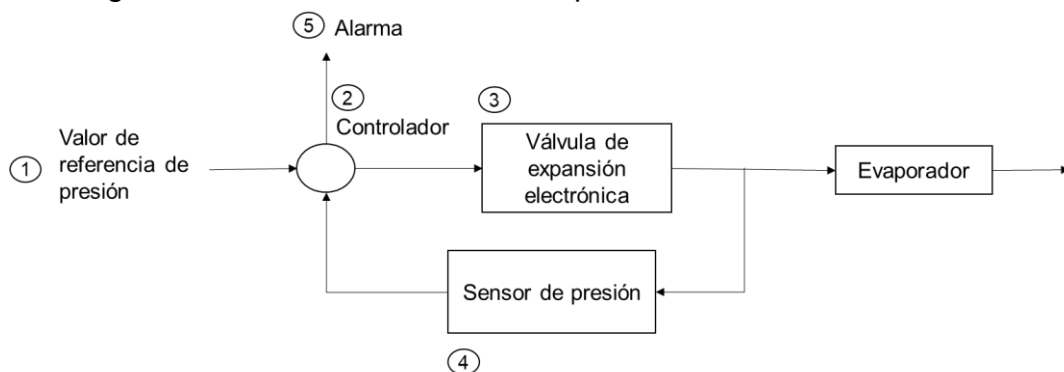 5 Alarma
2
Controlador
3
Válvula de
expansión
electrónica
1
Valor de
referencia de
presión
Evaporador
Sensor de presión
4